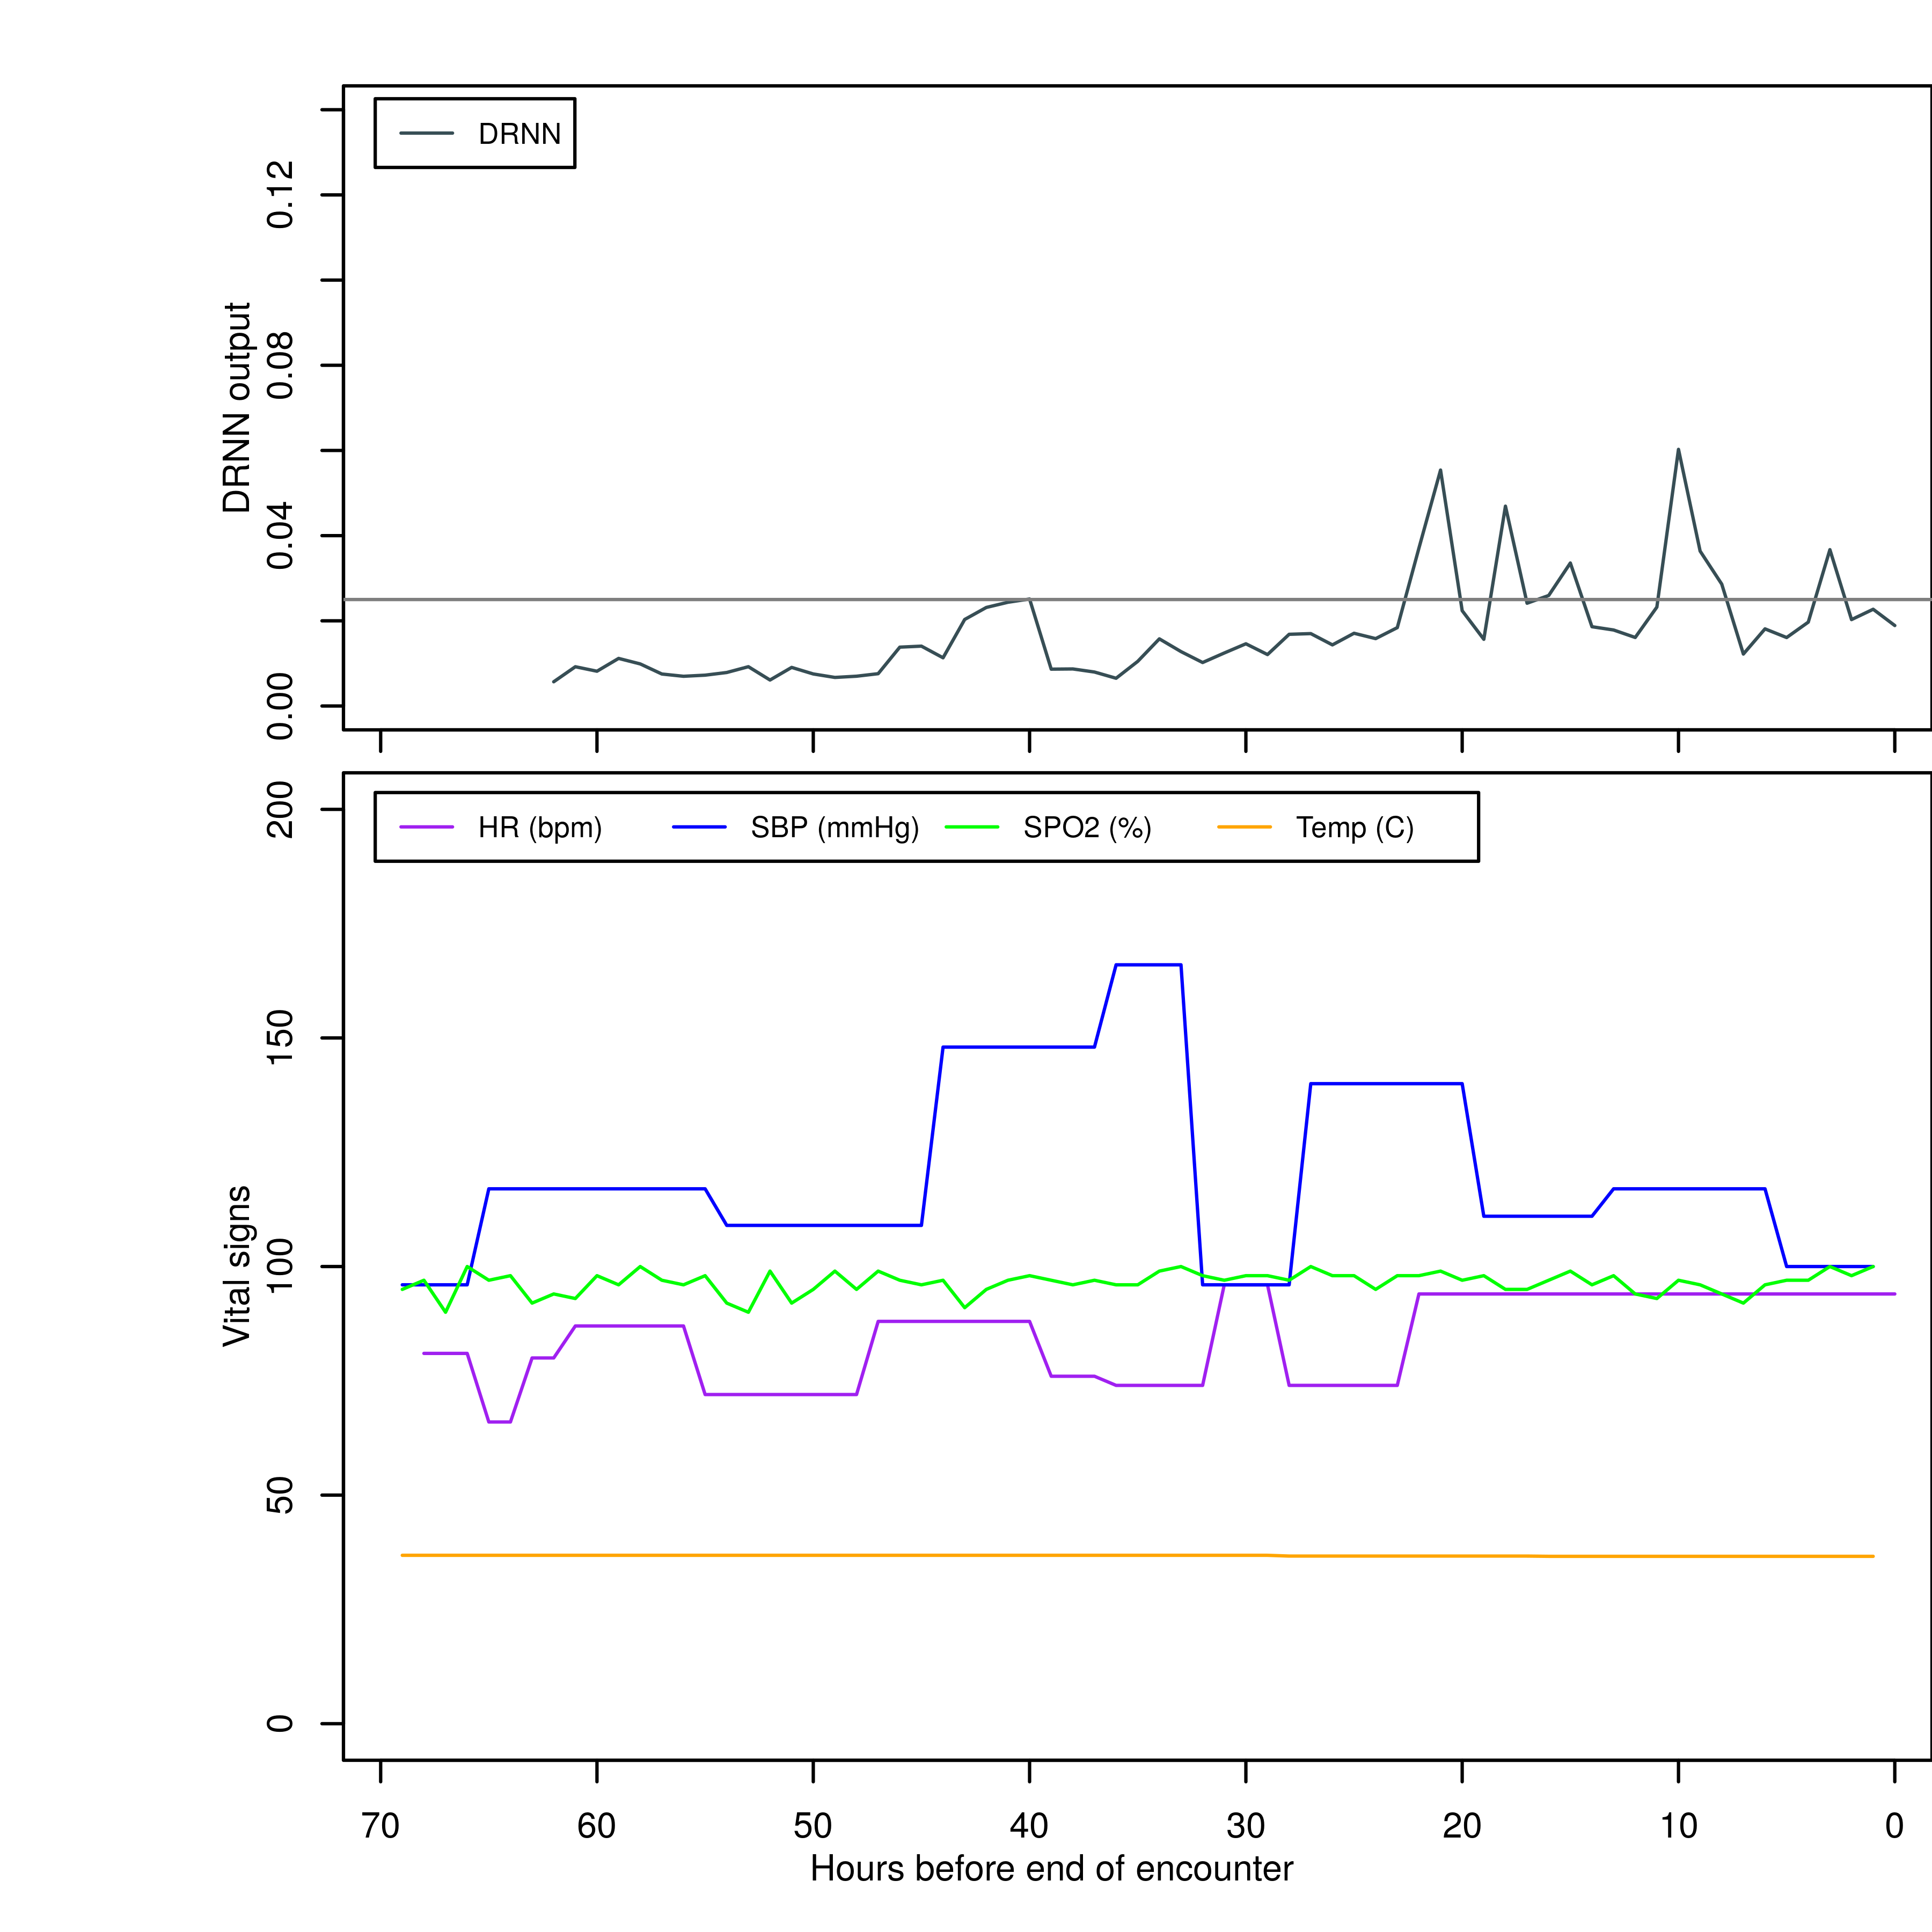 DRNN
DRNN output
0.12
0.08
0.04
0.00
HR (bpm) SBP (mmHg) SPO2 (%) Temp (C)
Vital signs
200
150
100
50
0
70 60 50 40 30 20 10 0
Hours before end of encounter